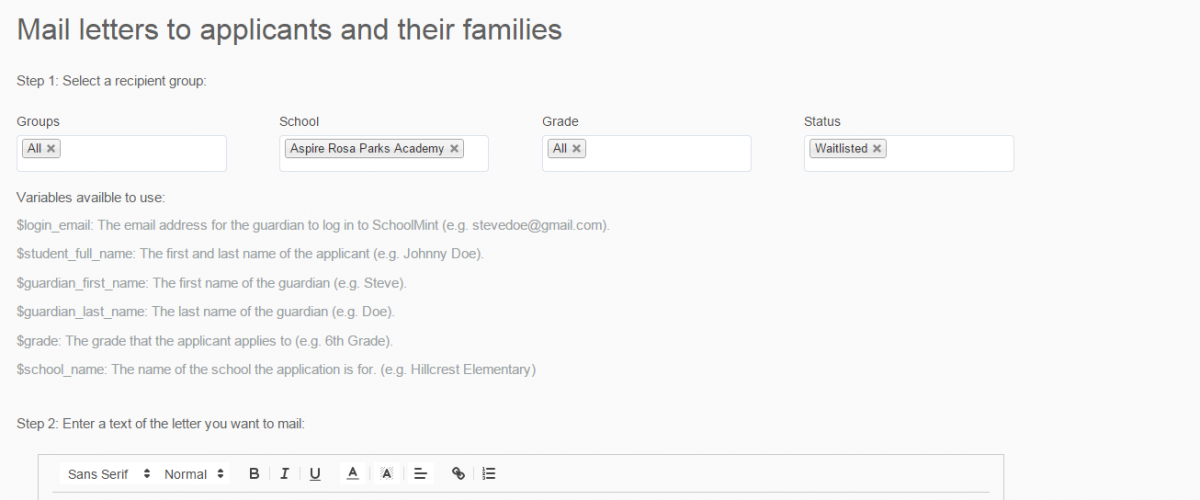 Mail letters to applicants and their families
Step 1: Select a recipient group:
Groups School Grade Status
All × Aspire Rosa Parks Academy × All × Waitlisted ×
Variables availble to use:
$login_email: The email address for the guardian to log in to SchoolMint (e.g. stevedoe@gmail.com).
$student_full_name: The first and last name of the applicant (e.g. Johnny Doe).
$guardian_first_name: The first name of the guardian (e.g. Steve).
$guardian_last_name: The last name of the guardian (e.g. Doe).
$grade: The grade that the applicant applies to (e.g. 6th Grade).
$school_name: The name of the school the application is for. (e.g. Hillcrest Elementary)
Step 2: Enter a text of the letter you want to mail:
Sans Serif Normal B I U A A